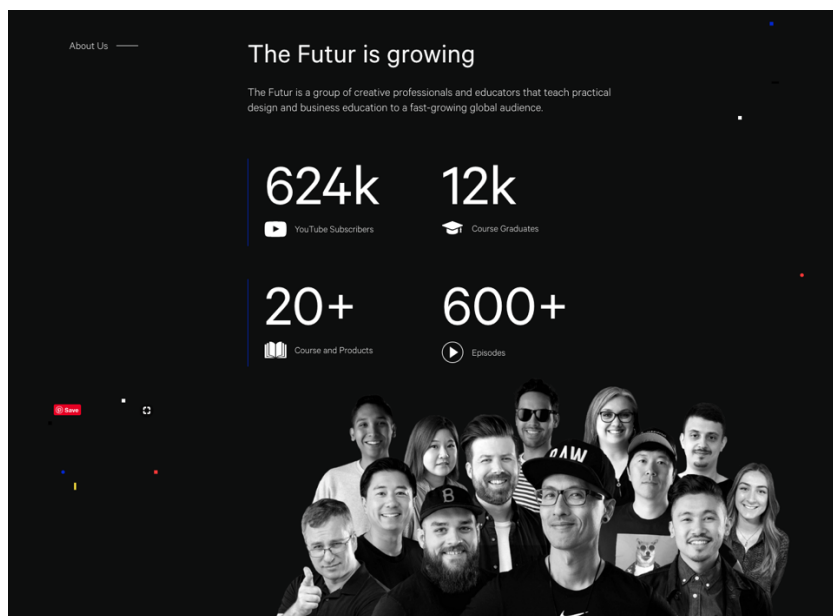 About Us
The Futur is growing
The Futur is a group of creative professionals and educators that teach practical
design and business education to a fast-growing global audience.
624k
YouTube Subscribers
12k
Course Graduates
20+
Course and Products
600+
Episodes
Save
RAW
B